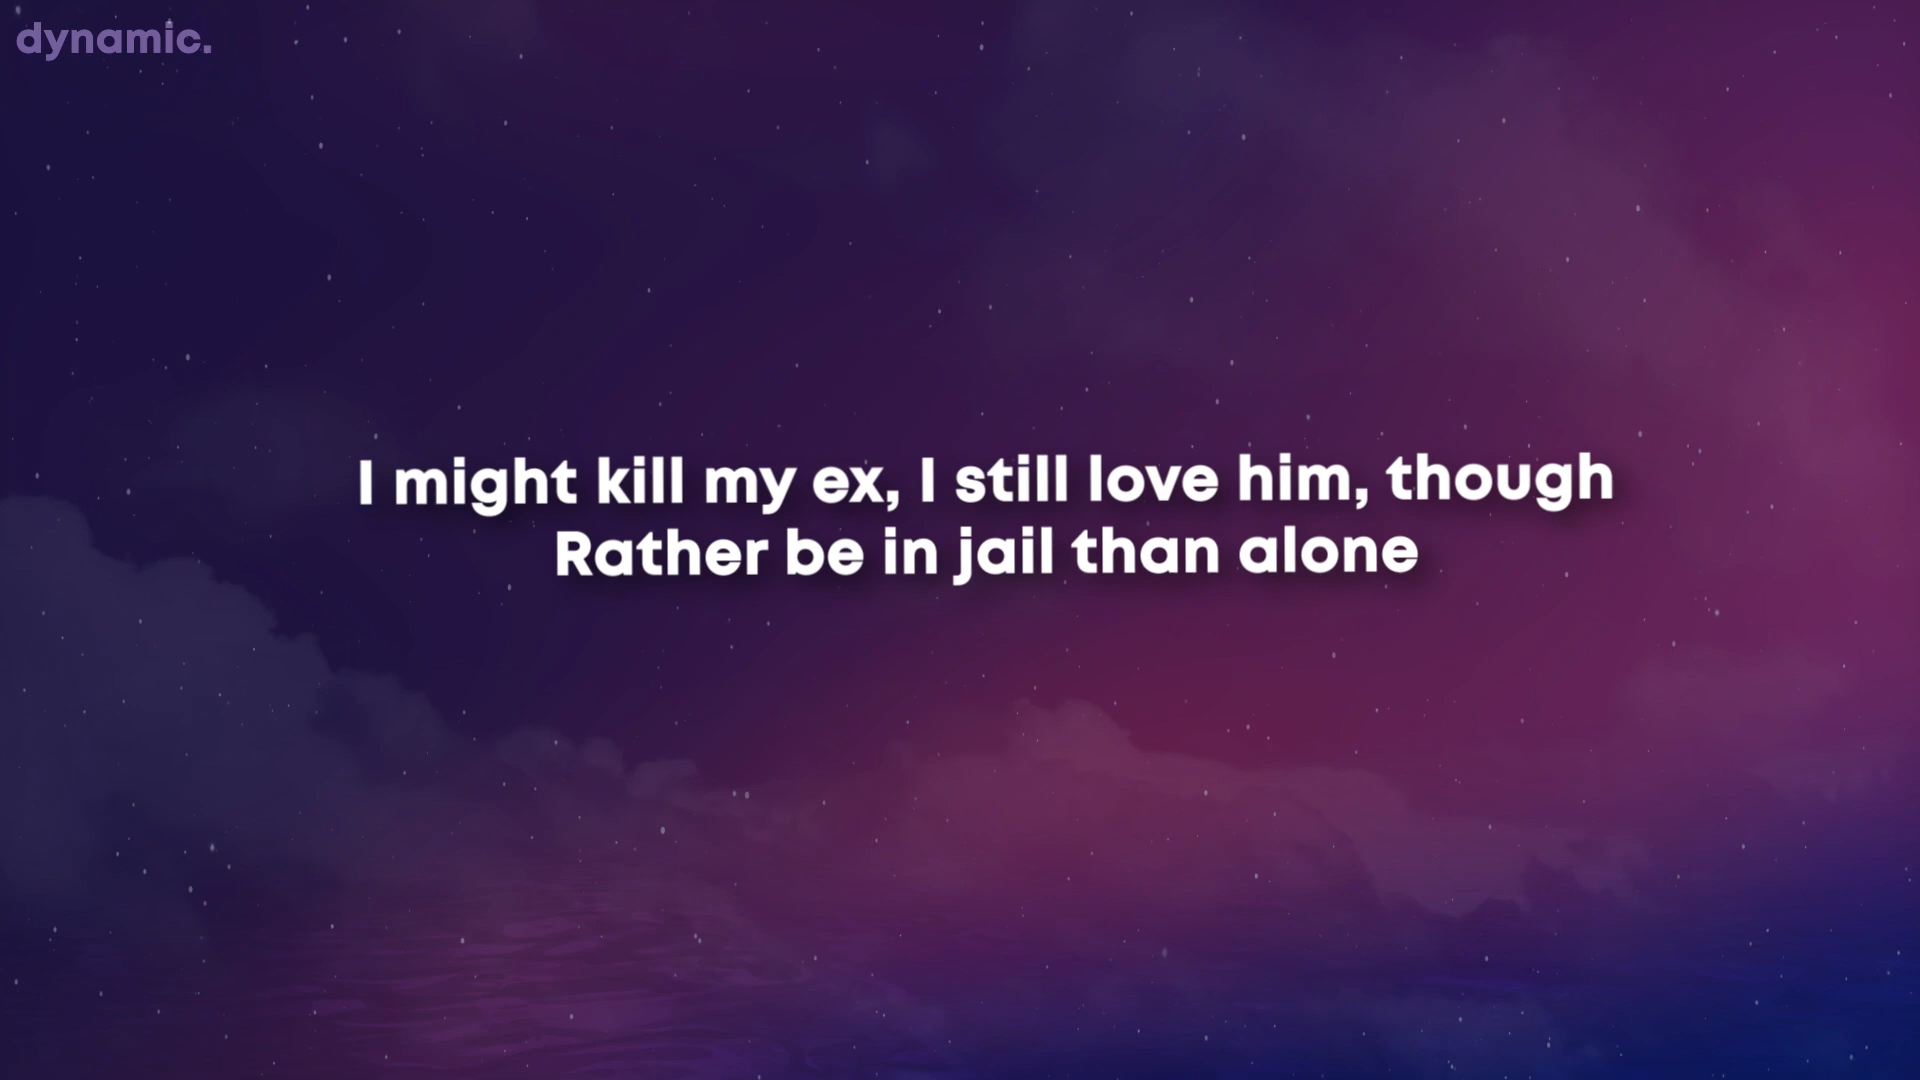 dynamic.
I might kill my ex, I still love him, though
Rather be in jail than alone